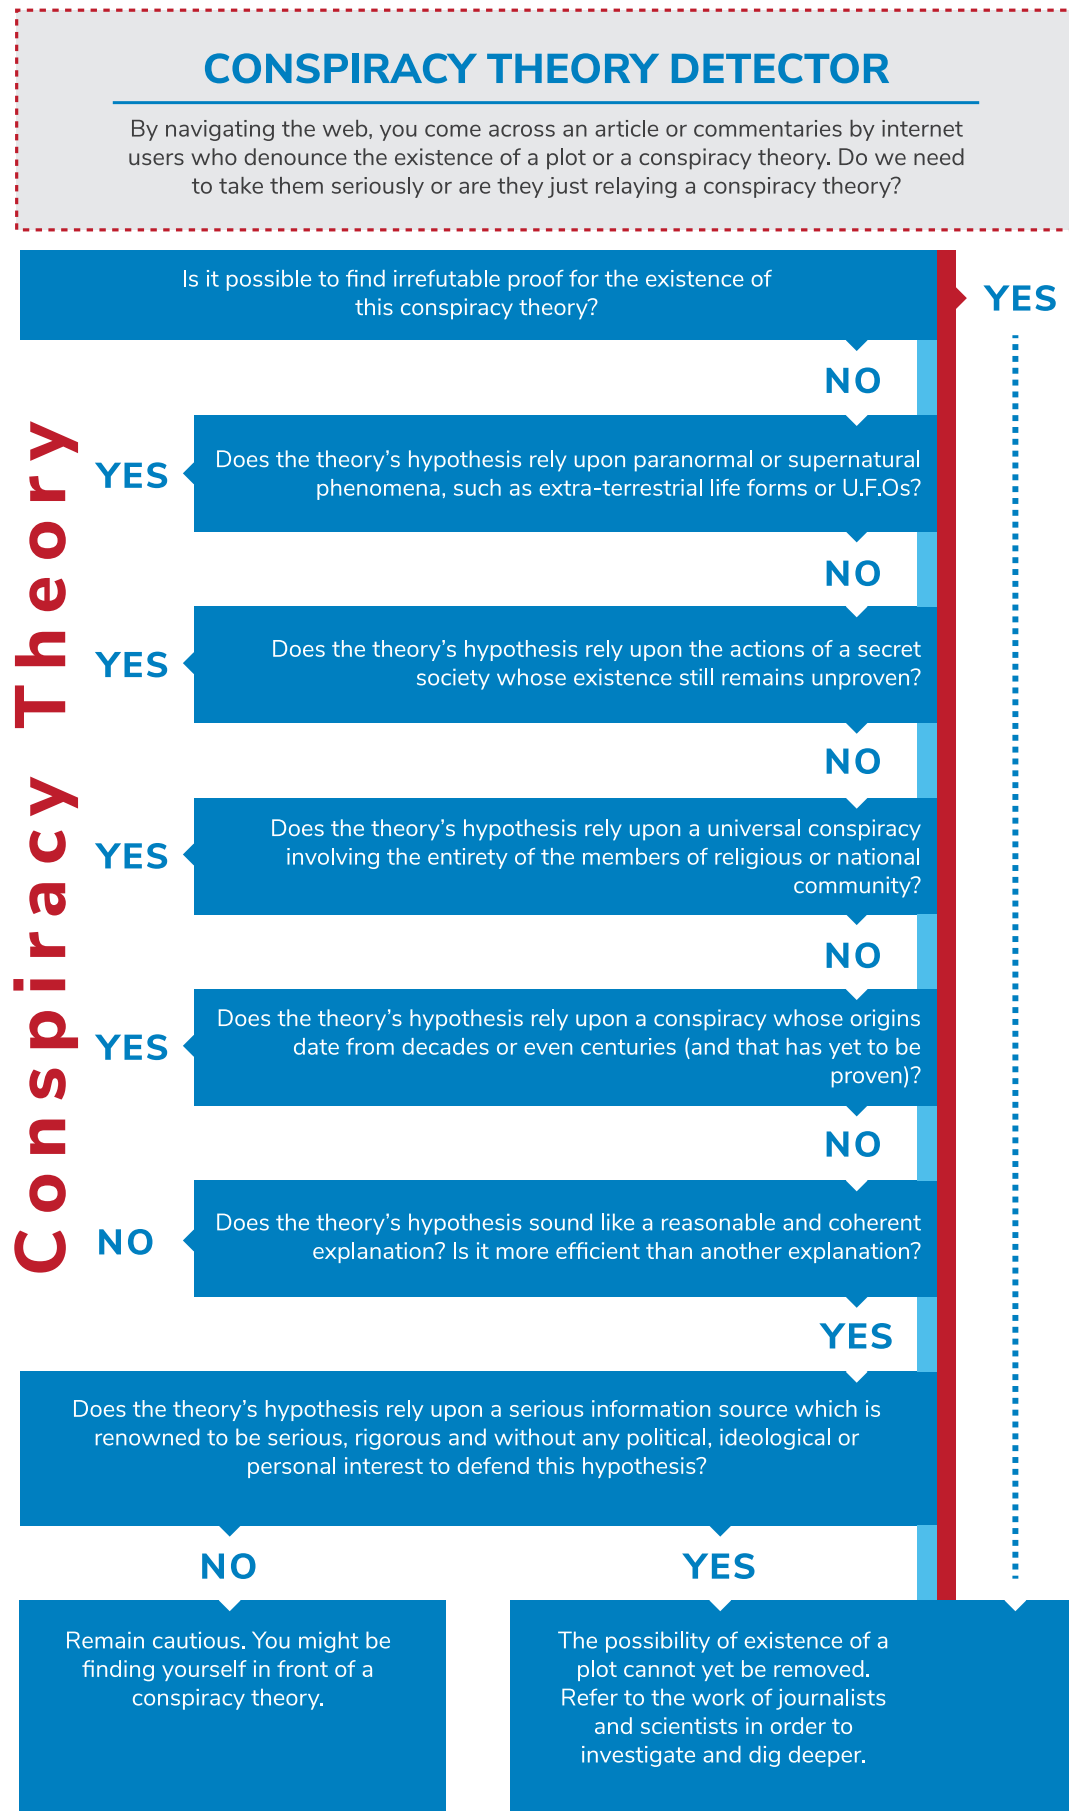 CONSPIRACY THEORY DETECTOR
By navigating the web, you come across an article or commentaries by internet
users who denounce the existence of a plot or a conspiracy theory. Do we need
to take them seriously or are they just relaying a conspiracy theory?
Is it possible to find irrefutable proof for the existence of
this conspiracy theory?
YES
NO
Conspiracy Theory
YES
Does the theory's hypothesis rely upon paranormal or supernatural
phenomena, such as extra-terrestrial life forms or U.F.Os?
NO
YES
Does the theory's hypothesis rely upon the actions of a secret
society whose existence still remains unproven?
NO
YES
Does the theory's hypothesis rely upon a universal conspiracy
involving the entirety of the members of religious or national
community?
NO
YES
Does the theory's hypothesis rely upon a conspiracy whose origins
date from decades or even centuries (and that has yet to be
proven)?
NO
NO
Does the theory's hypothesis sound like a reasonable and coherent
explanation? Is it more efficient than another explanation?
YES
Does the theory's hypothesis rely upon a serious information source which is
renowned to be serious, rigorous and without any political, ideological or
personal interest to defend this hypothesis?
NO
YES
Remain cautious. You might be
finding yourself in front of a
conspiracy theory.
The possibility of existence of a
plot cannot yet be removed.
Refer to the work of journalists
and scientists in order to
investigate and dig deeper.